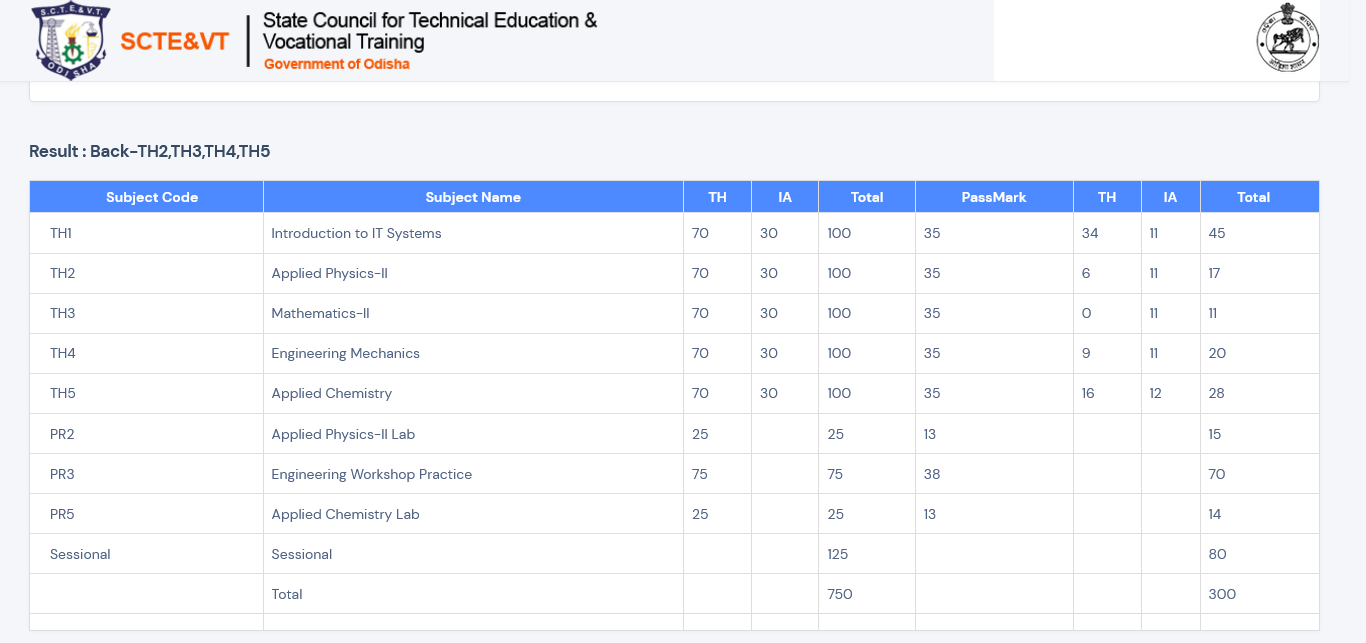 S.C.T.E.& V.T.
ODISHA
SCTE&VT
State Council for Technical Education &
Vocational Training
Government of Odisha
Result : Back-TH2,TH3,TH4,TH5
Subject Code Subject Name TH IA Total PassMark TH IA Total
TH1 Introduction to IT Systems 70 30 100 35 34 11 45
TH2 Applied Physics-II 70 30 100 35 6 11 17
TH3 Mathematics-II 70 30 100 35 0 11 11
TH4 Engineering Mechanics 70 30 100 35 9 11 20
TH5 Applied Chemistry 70 30 100 35 16 12 28
PR2 Applied Physics-II Lab 25 25 13 15
PR3 Engineering Workshop Practice 75 75 38 70
PR5 Applied Chemistry Lab 25 25 13 14
Sessional Sessional 125 80
Total 750 300